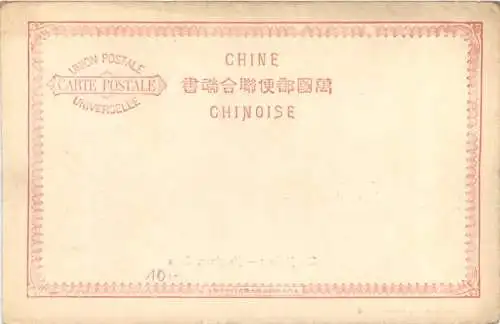 UNION POSTALE
CARTE POSTALE
UNIVERSELLE
CHINE
萬國郵便聯合端書
CHINOISE
10.-